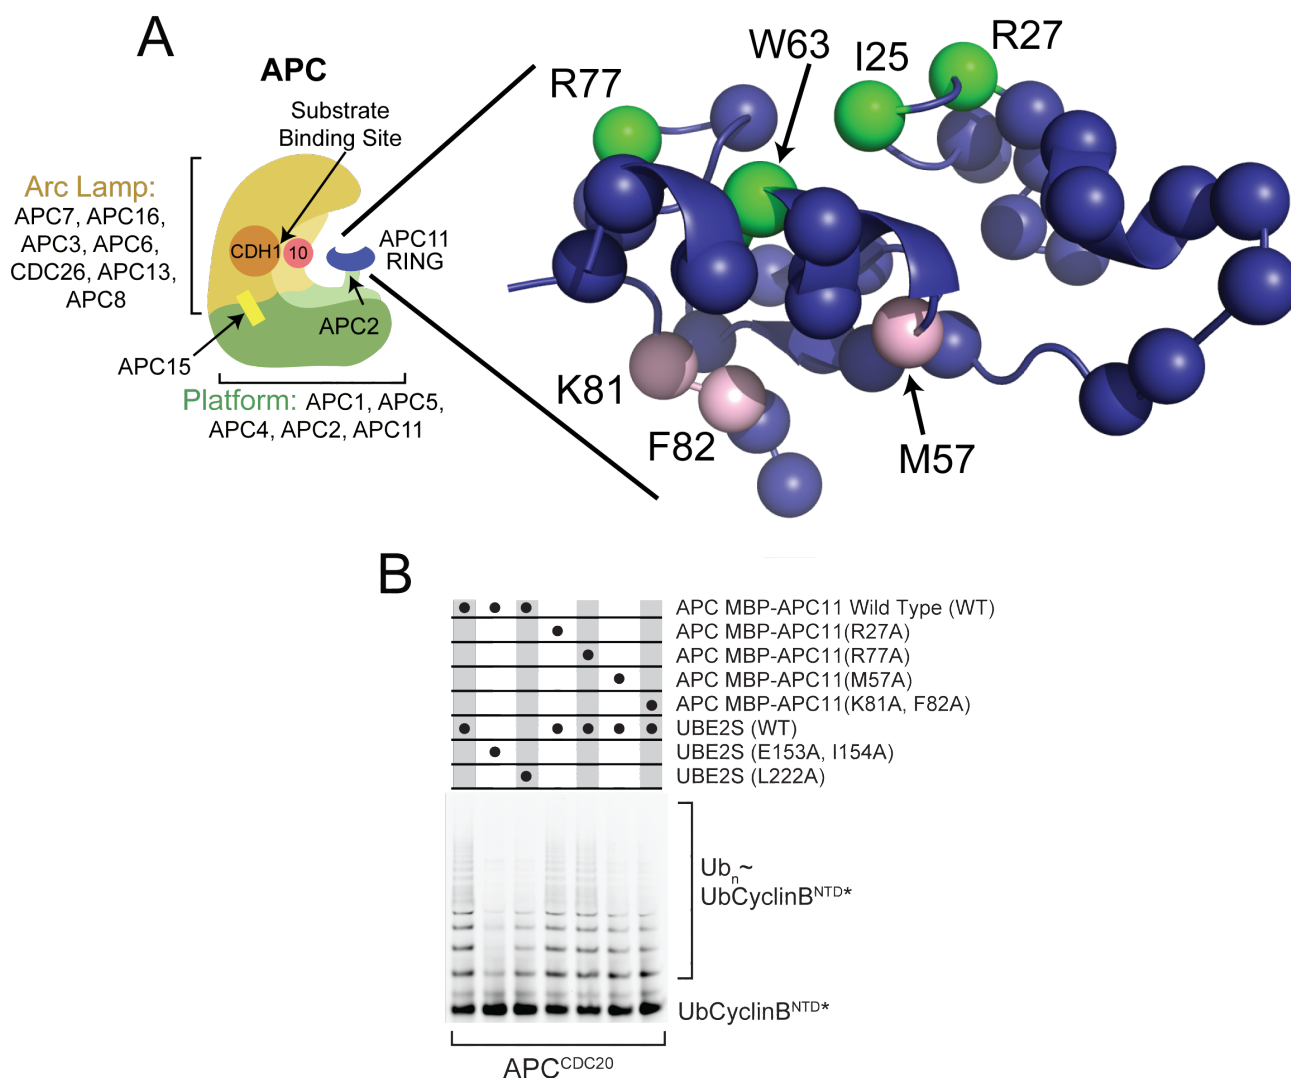 A
APC
Substrate
Binding Site
Arc Lamp:
APC7, APC16,
APC3, APC6,
CDC26, APC13,
APC8
CDH1
10
APC11
RING
APC2
APC15
Platform: APC1, APC5,
APC4, APC2, APC11
R77
W63
I25
R27
K81
F82
M57
B
APC MBP-APC11 Wild Type (WT)
APC MBP-APC11(R27A)
APC MBP-APC11(R77A)
APC MBP-APC11(M57A)
APC MBP-APC11(K81A, F82A)
UBE2S (WT)
UBE2S (E153A, I154A)
UBE2S (L222A)
Ubn~
UbCyclinBNTD*
UbCyclinBNTD*
APCCDC20